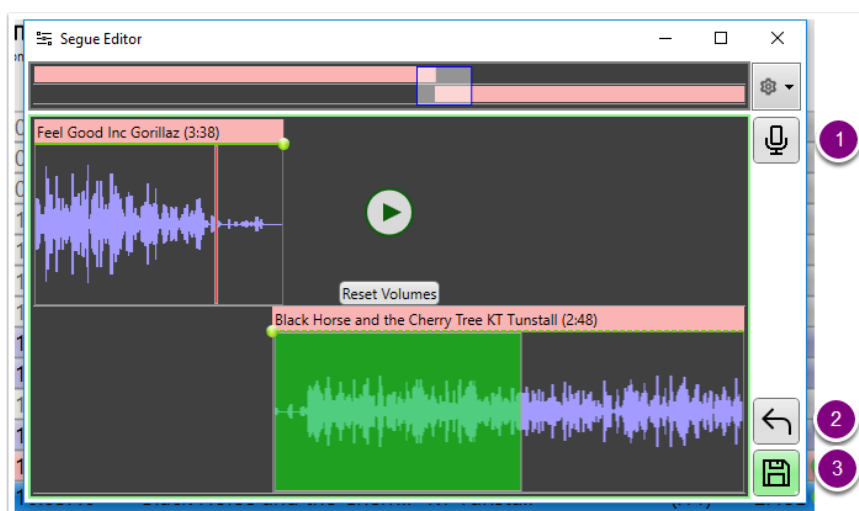 Segue Editor
Feel Good Inc Gorillaz (3:38)
1
Reset Volumes
Black Horse and the Cherry Tree KT Tunstall (2:48)
2
3